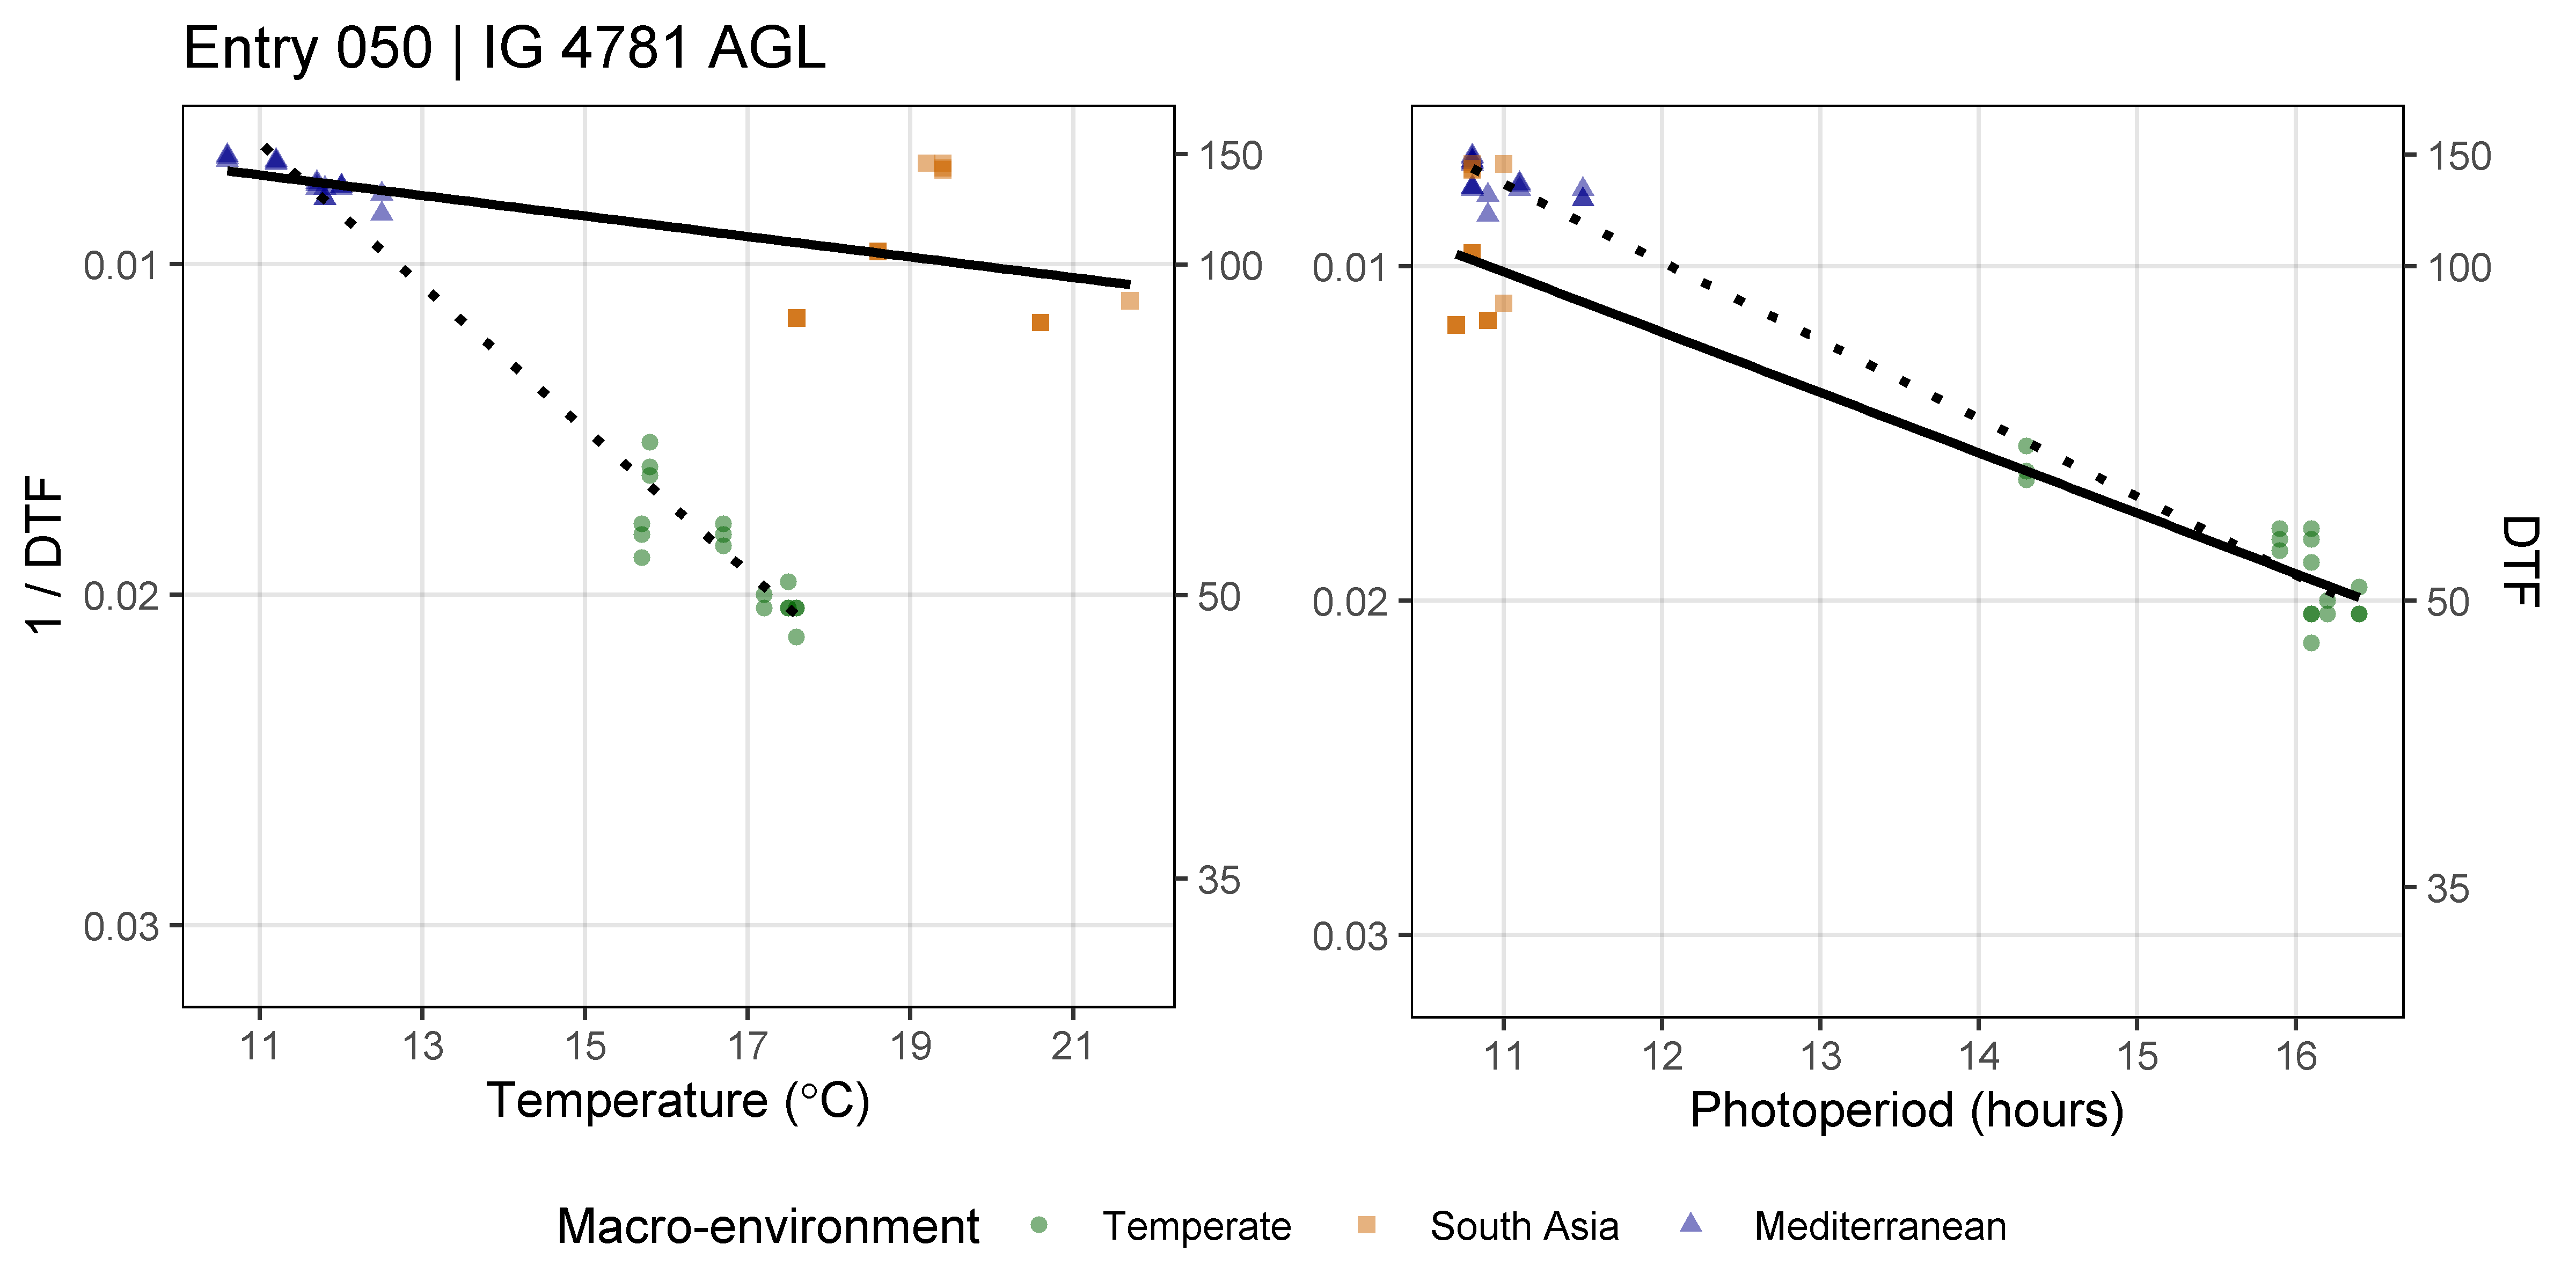 Entry 050 | IG 4781 AGL
1 / DTF
0.01
0.02
0.03
150
100
50
35
11 13 15 17 19 21
Temperature (°C)
0.01
0.02
0.03
150
100
50
35
DTF
11 12 13 14 15 16
Photoperiod (hours)
Macro-environment Temperate South Asia Mediterranean